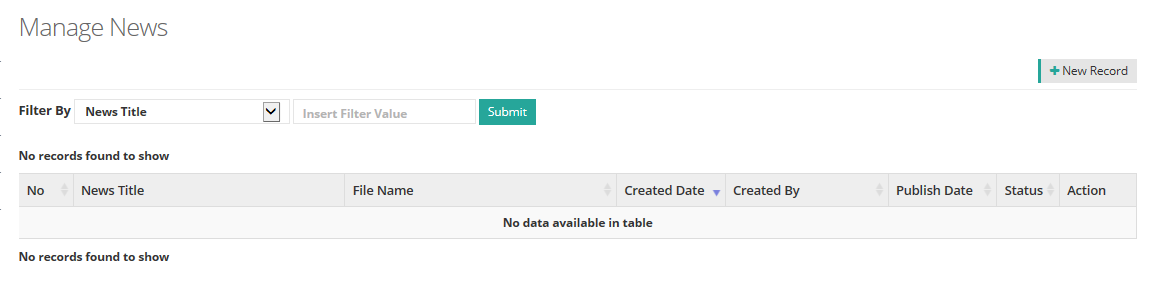 Manage News
New Record
Filter By News Title Insert Filter Value Submit
No records found to show
No News Title File Name Created Date Created By Publish Date Status Action
No data available in table
No records found to show